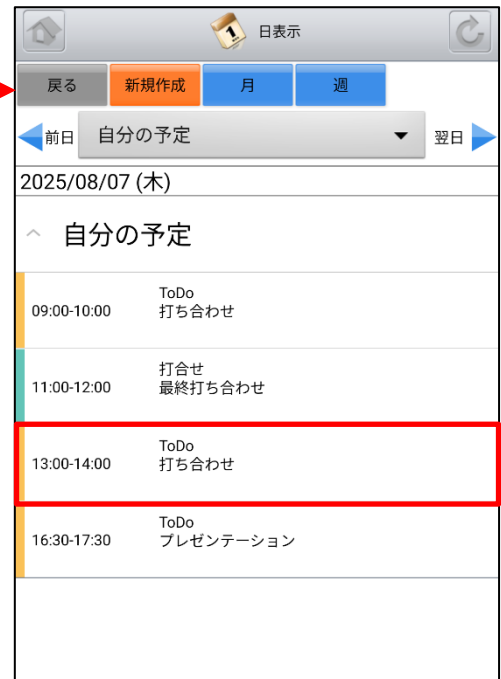 1 日表示
戻る 新規作成 月 週
前日 自分の予定 翌日
2025/08/07 (木)
自分の予定
ToDo
09:00-10:00 打ち合わせ
打合せ
11:00-12:00 最終打ち合わせ
ToDo
13:00-14:00 打ち合わせ
ToDo
16:30-17:30 プレゼンテーション